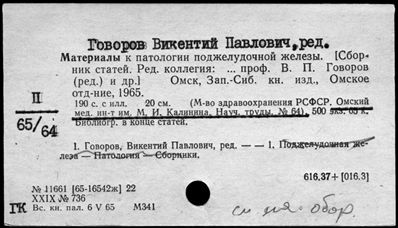 Говоров Викентий Павлович, ред.
Материалы к патологии поджелудочной железы. [Сбор-
ник статей. Ред. коллегия: ... проф. В. П. Говоров
(ред.) и др.] Омск, Зап.-Сиб. кн. изд., Омское
отд-ние, 1965.
II
65/64
190 с. с илл. 20 см. (М-во здравоохранения РСФСР. Омский
мед. ин-т им. М. И. Калинина, Науч. труды. № 64). 500 экз. 65 к.
Библиогр. в конце статей.
1. Говоров, Викентий Павлович, ред. — — 1. Поджелудочная же-
леза — Патология — Сборники.
616,37+[016.3]
№ 11661 [65-16542ж] 22
XXIX № 736
ГК Вс. кн. пал. 6 V 65 М341
см. на обор.